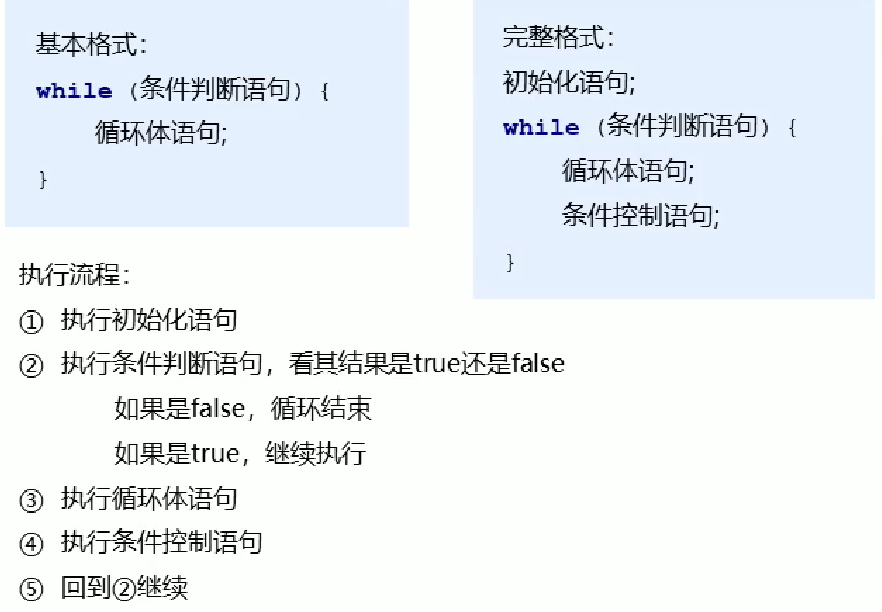 基本格式：
while (条件判断语句) {
循环体语句;
}
完整格式：
初始化语句;
while (条件判断语句) {
循环体语句;
条件控制语句;
}
执行流程：
① 执行初始化语句
② 执行条件判断语句，看其结果是true还是false
如果是false，循环结束
如果是true，继续执行
③ 执行循环体语句
④ 执行条件控制语句
⑤ 回到②继续